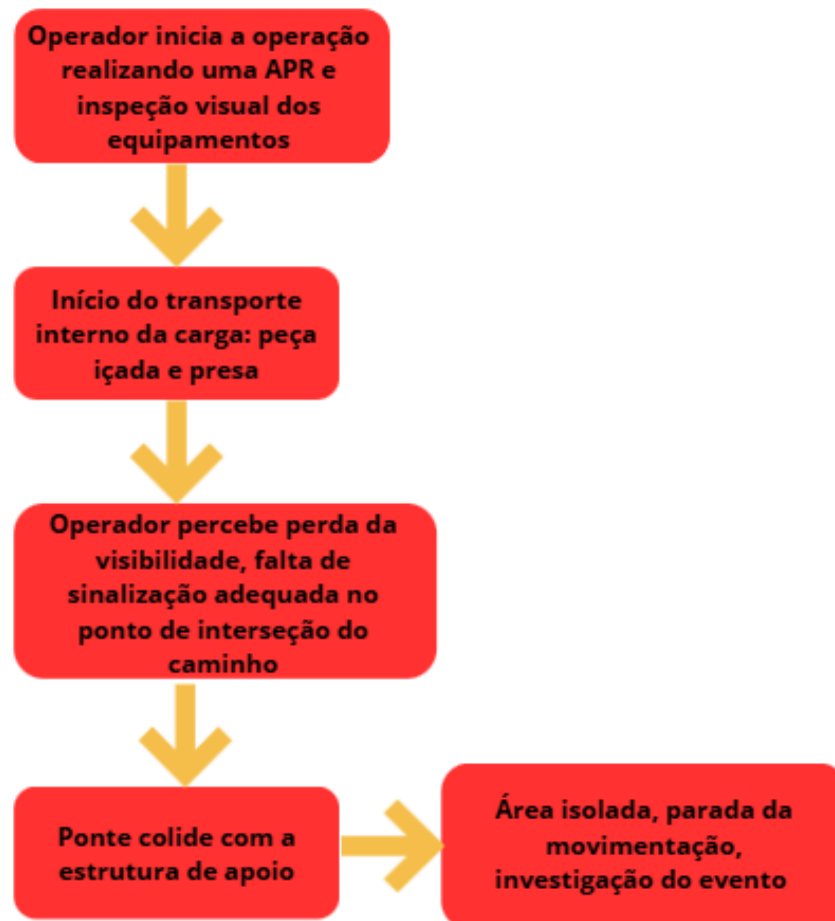 Operador inicia a operação
realizando uma APR e
inspeção visual dos
equipamentos
Início do transporte
interno da carga: peça
içada e presa
Operador percebe perda da
visibilidade, falta de
sinalização adequada no
ponto de interseção do
caminho
Ponte colide com a
estrutura de apoio
Área isolada, parada da
movimentação,
investigação do evento